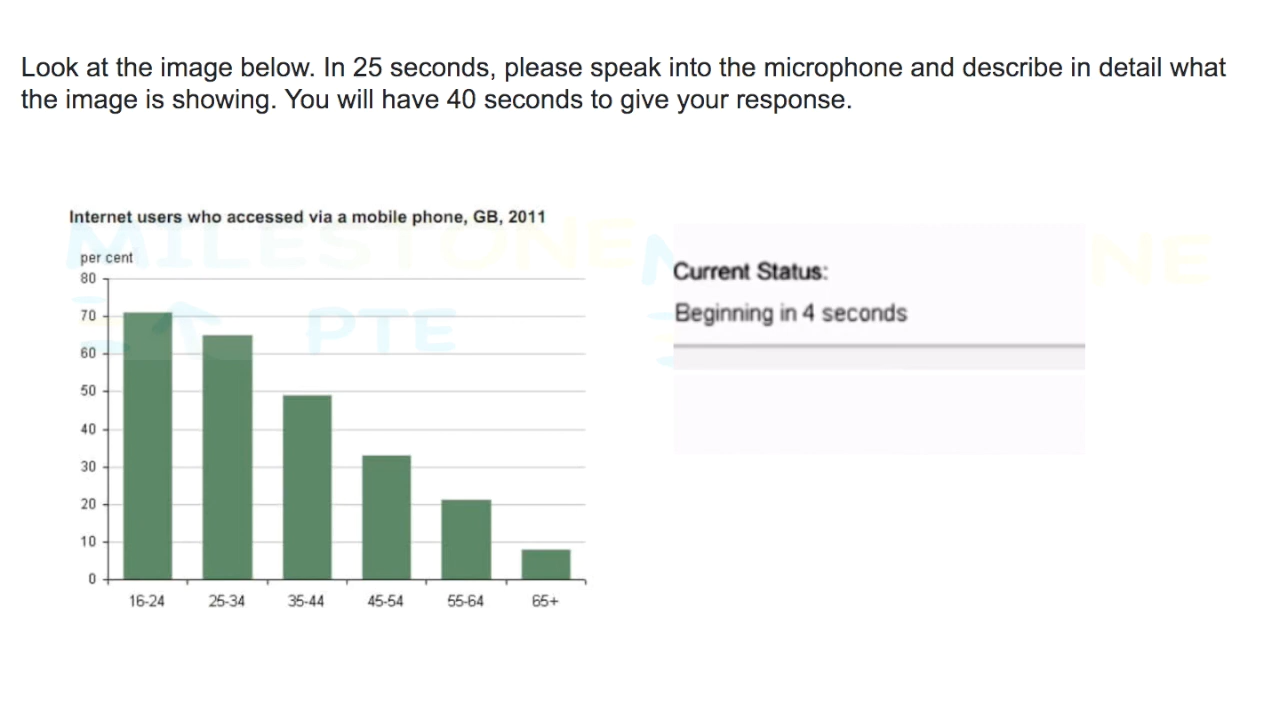 Look at the image below. In 25 seconds, please speak into the microphone and describe in detail what
the image is showing. You will have 40 seconds to give your response.
Internet users who accessed via a mobile phone, GB, 2011
per cent
80
70
60
50
40
30
20
10
0
16-24 25-34 35-44 45-54 55-64 65+
MILESTONE
PTE
Current Status:
Beginning in 4 seconds
NE